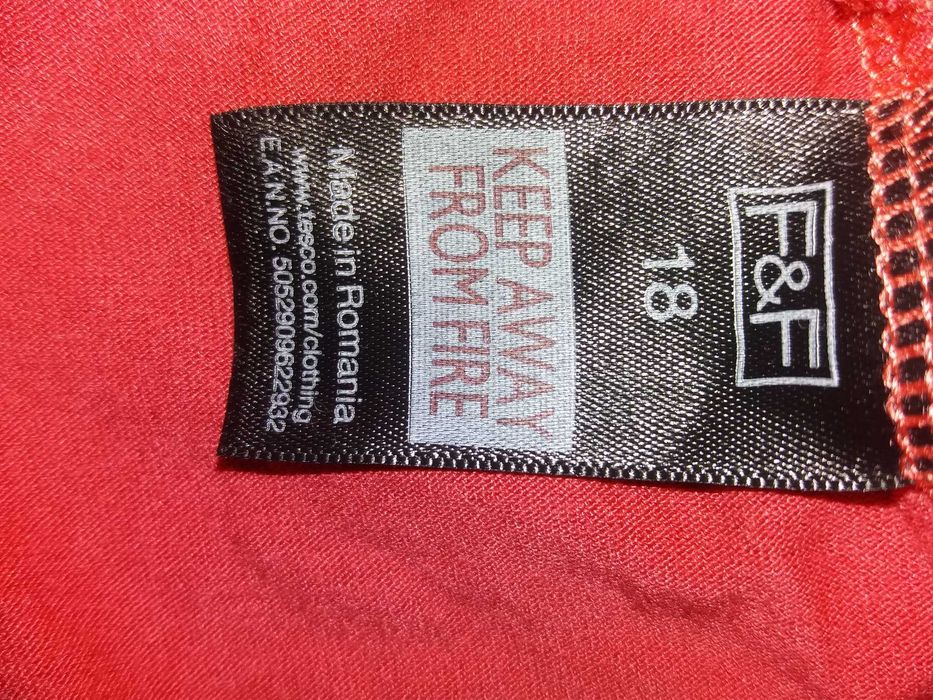 F&F
18
KEEP AWAY
FROM FIRE
Made in Romania
www.tesco.com/clothing
E.A.N.NO. 5052909622932